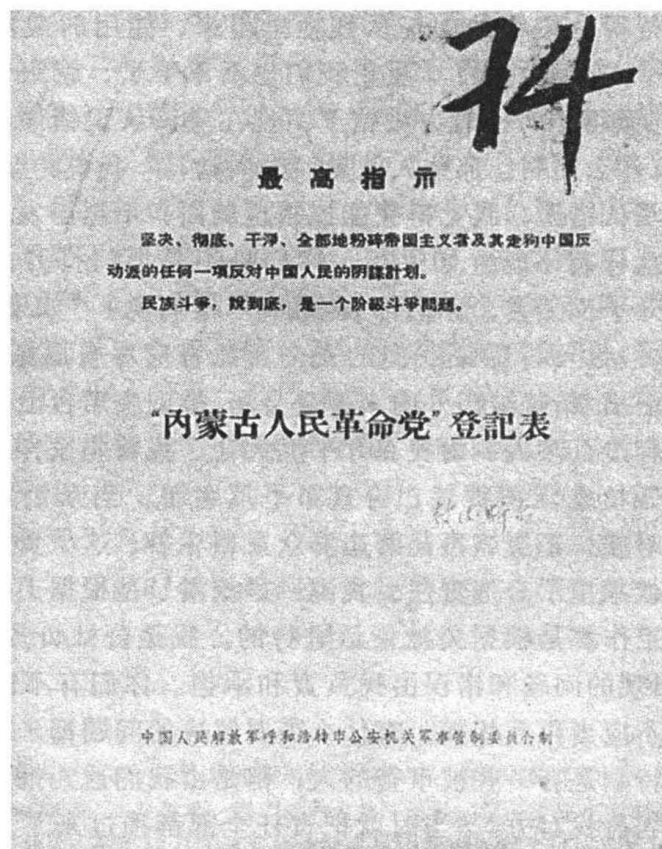 74
最高指示
坚决、彻底、干淨、全部地粉碎帝国主义者及其走狗中国反
动派的任何一項反对中国人民的阴謀計划。
民族斗爭，說到底，是一个阶級斗爭問題。
“内蒙古人民革命党”登記表
中国人民解放军呼和浩特市公安机关军事管制委员会制